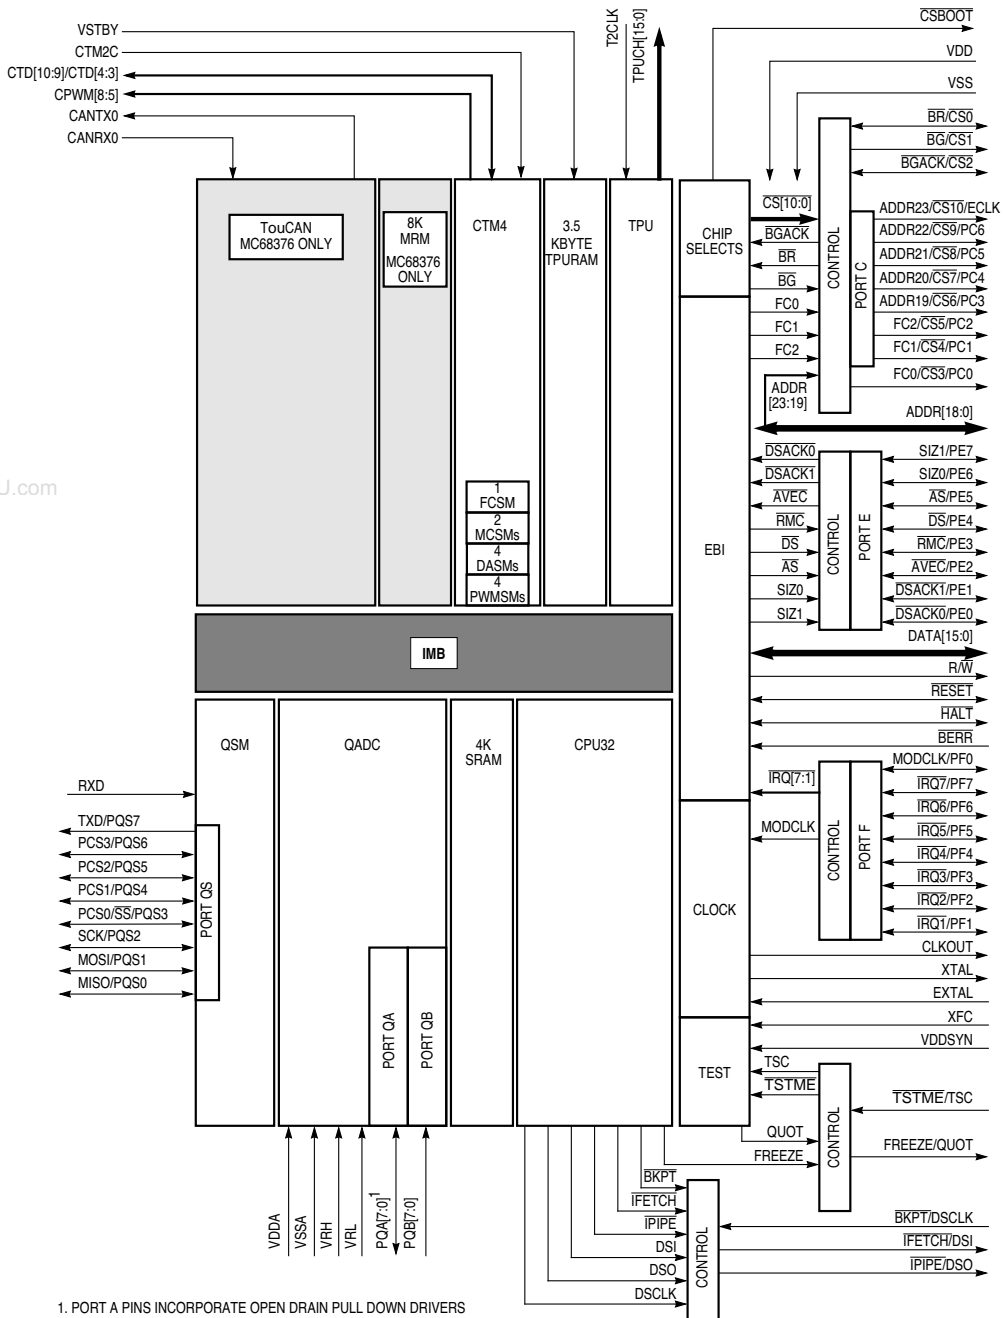 CSBOOT
VSTBY
T2CLK
TPUCH[15:0]
CTM2C
VDD
CTD[10:9]/CTD[4:3]
CPWM[8:5]
VSS
CANTX0
CANRX0
BR/CS0
BG/CS1
BGACK/CS2
TouCAN
MC68376 ONLY
8K
MRM
MC68376
ONLY
CTM4
3.5
KBYTE
TPURAM
TPU
CHIP
SELECTS
CS[10:0]
BGACK
BR
BG
FC0
FC1
FC2
ADDR
[23:19]
CONTROL
PORT C
ADDR23/CS10/ECLK
ADDR22/CS9/PC6
ADDR21/CS8/PC5
ADDR20/CS7/PC4
ADDR19/CS6/PC3
FC2/CS5/PC2
FC1/CS4/PC1
FC0/CS3/PC0
ADDR[18:0]
J.com
1
FCSM
2
MCSMs
4
DASMs
4
PWMSMs
EBI
DSACK0
DSACK1
AVEC
RMC
DS
AS
SIZ0
SIZ1
CONTROL
PORT E
SIZ1/PE7
SIZ0/PE6
AS/PE5
DS/PE4
RMC/PE3
AVEC/PE2
DSACK1/PE1
DSACK0/PE0
DATA[15:0]
R/W
RESET
HALT
BERR
IMB
QSM
QADC
4K
SRAM
CPU32
IRQ[7:1]
MODCLK
CONTROL
PORT F
MODCLK/PF0
IRQ7/PF7
IRQ6/PF6
IRQ5/PF5
IRQ4/PF4
IRQ3/PF3
IRQ2/PF2
IRQ1/PF1
CLOCK
CLKOUT
XTAL
EXTAL
XFC
VDDSYN
RXD
TXD/PQS7
PCS3/PQS6
PCS2/PQS5
PCS1/PQS4
PCS0/SS/PQS3
SCK/PQS2
MOSI/PQS1
MISO/PQS0
PORT QS
PORT QA
PORT QB
TEST
TSC
TSTME
QUOT
FREEZE
CONTROL
TSTME/TSC
FREEZE/QUOT
VDDA
VSSA
VRH
VRL
PQA[7:0]1
PQB[7:0]
BKPT
IFETCH
IPIPE
DSI
DSO
DSCLK
CONTROL
BKPT/DSCLK
IFETCH/DSI
IPIPE/DSO
1. PORT A PINS INCORPORATE OPEN DRAIN PULL DOWN DRIVERS